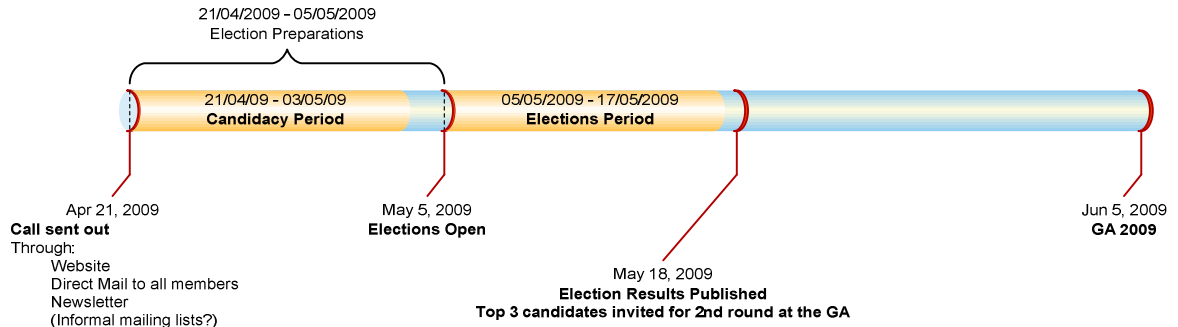 21/04/2009 - 05/05/2009
Election Preparations
21/04/09 - 03/05/09
Candidacy Period
05/05/2009 - 17/05/2009
Elections Period
Apr 21, 2009
Call sent out
Through:
Website
Direct Mail to all members
Newsletter
(Informal mailing lists?)
May 5, 2009
Elections Open
May 18, 2009
Election Results Published
Top 3 candidates invited for 2nd round at the GA
Jun 5, 2009
GA 2009